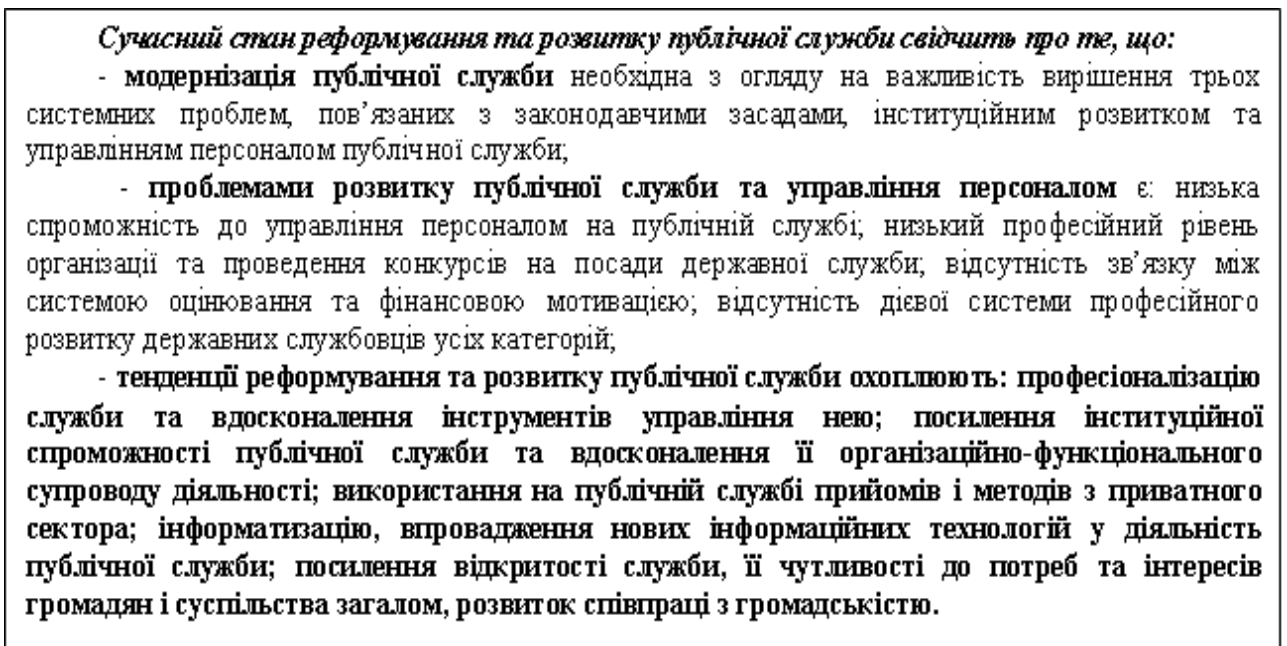 Сучасний стан реформування та розвитку публічної служби свідчить про те, що:
- модернізація публічної служби необхідна з огляду на важливість вирішення трьох
системних проблем, пов’язаних з законодавчими засадами, інституційним розвитком та
управлінням персоналом публічної служби;
- проблемами розвитку публічної служби та управління персоналом є: низька
спроможність до управління персоналом на публічній службі; низький професійний рівень
організації та проведення конкурсів на посади державної служби; відсутність зв’язку між
системою оцінювання та фінансовою мотивацією; відсутність дієвої системи професійного
розвитку державних службовців усіх категорій;
- тенденції реформування та розвитку публічної служби охоплюють: професіоналізацію
служби та вдосконалення інструментів управління нею; посилення інституційної
спроможності публічної служби та вдосконалення її організаційно-функціонального
супроводу діяльності; використання на публічній службі прийомів і методів з приватного
сектора; інформатизацію, впровадження нових інформаційних технологій у діяльність
публічної служби; посилення відкритості служби, її чутливості до потреб та інтересів
громадян і суспільства загалом, розвиток співпраці з громадськістю.